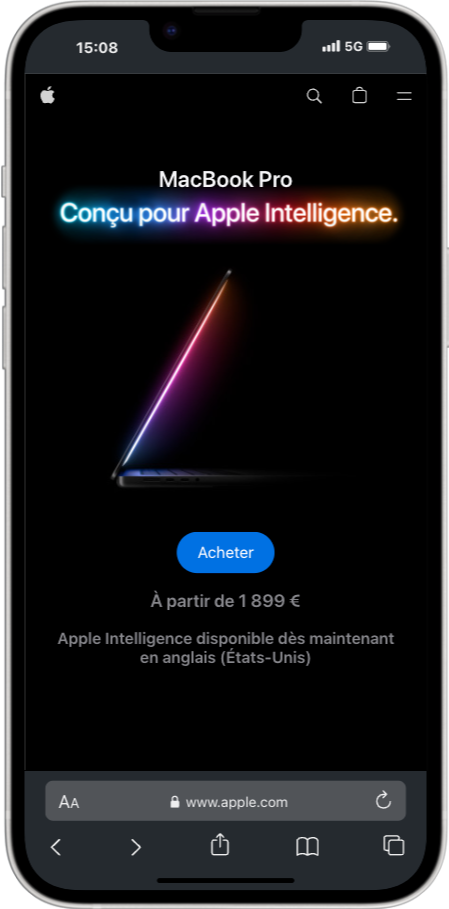 15:08 5G
MacBook Pro
Conçu pour Apple Intelligence.
Acheter
À partir de 1 899 €
Apple Intelligence disponible dès maintenant
en anglais (États-Unis)
AA www.apple.com